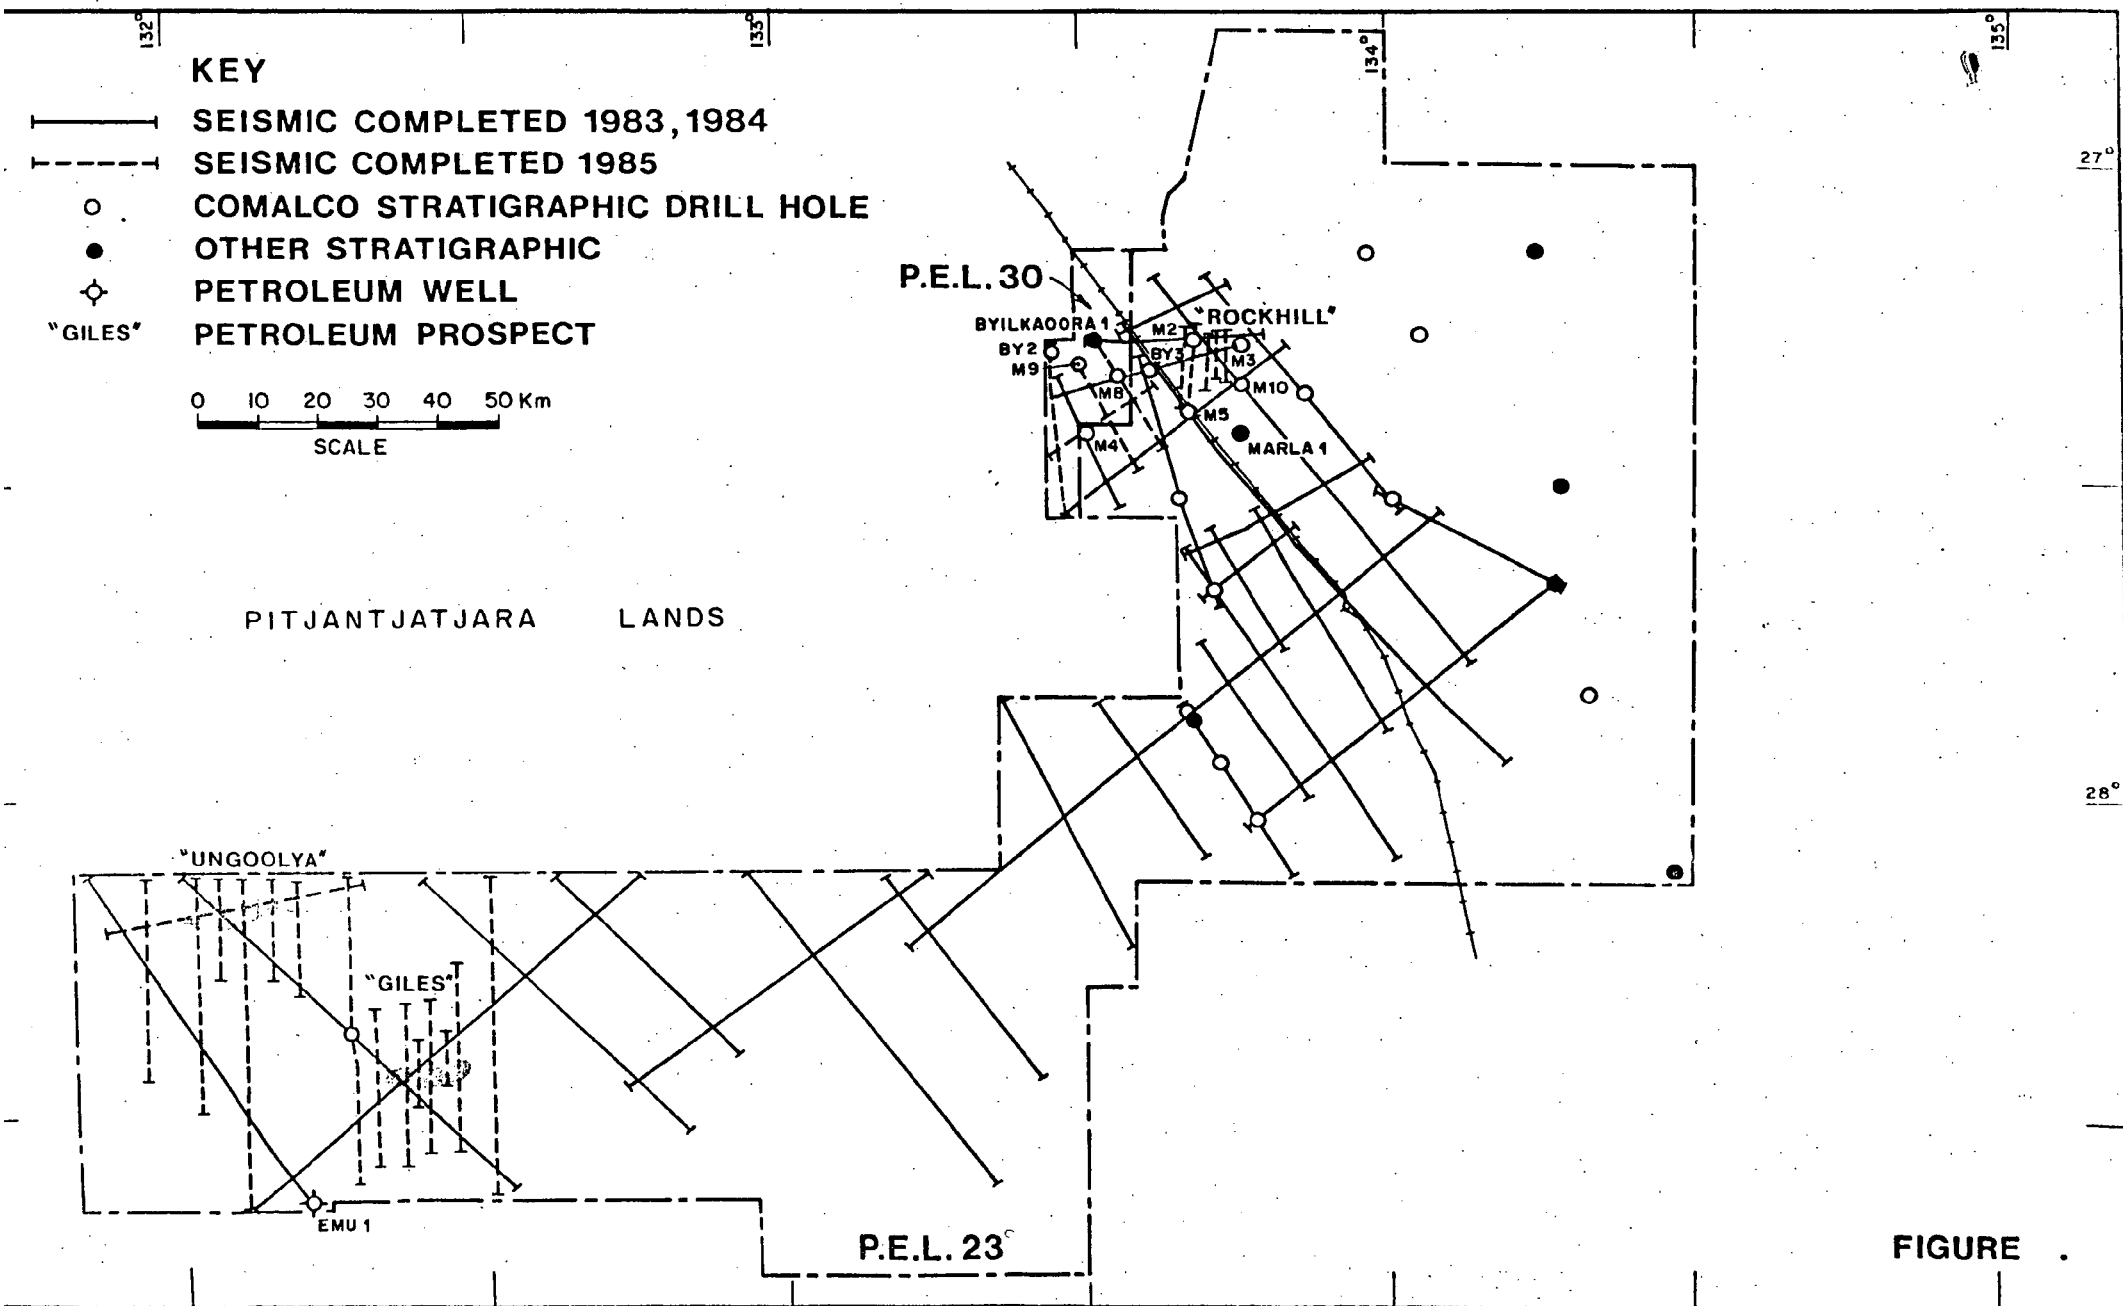 132°
133°
134°
135°
KEY
SEISMIC COMPLETED 1983, 1984
SEISMIC COMPLETED 1985
COMALCO STRATIGRAPHIC DRILL HOLE
OTHER STRATIGRAPHIC
PETROLEUM WELL
"GILES" PETROLEUM PROSPECT
0 10 20 30 40 50 Km
SCALE
27°
P.E.L. 30
"ROCKHILL"
BYILKAOORA 1
M2
BY2
BY3
M3
M9
M8
M10
M5
M4
MARLA 1
PITJANTJATJARA LANDS
28°
"UNGOOLYA"
"GILES"
EMU 1
P.E.L. 23
FIGURE .